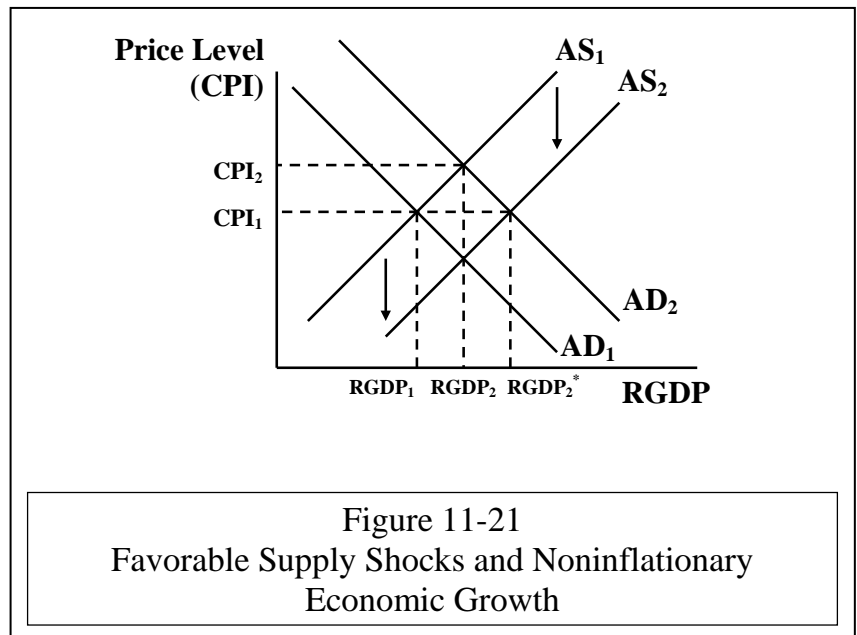 Price Level
(CPI)
AS₁
AS₂
CPI₂
CPI₁
AD₂
AD₁
RGDP₁ RGDP₂ RGDP₂*
RGDP
Figure 11-21
Favorable Supply Shocks and Noninflationary
Economic Growth